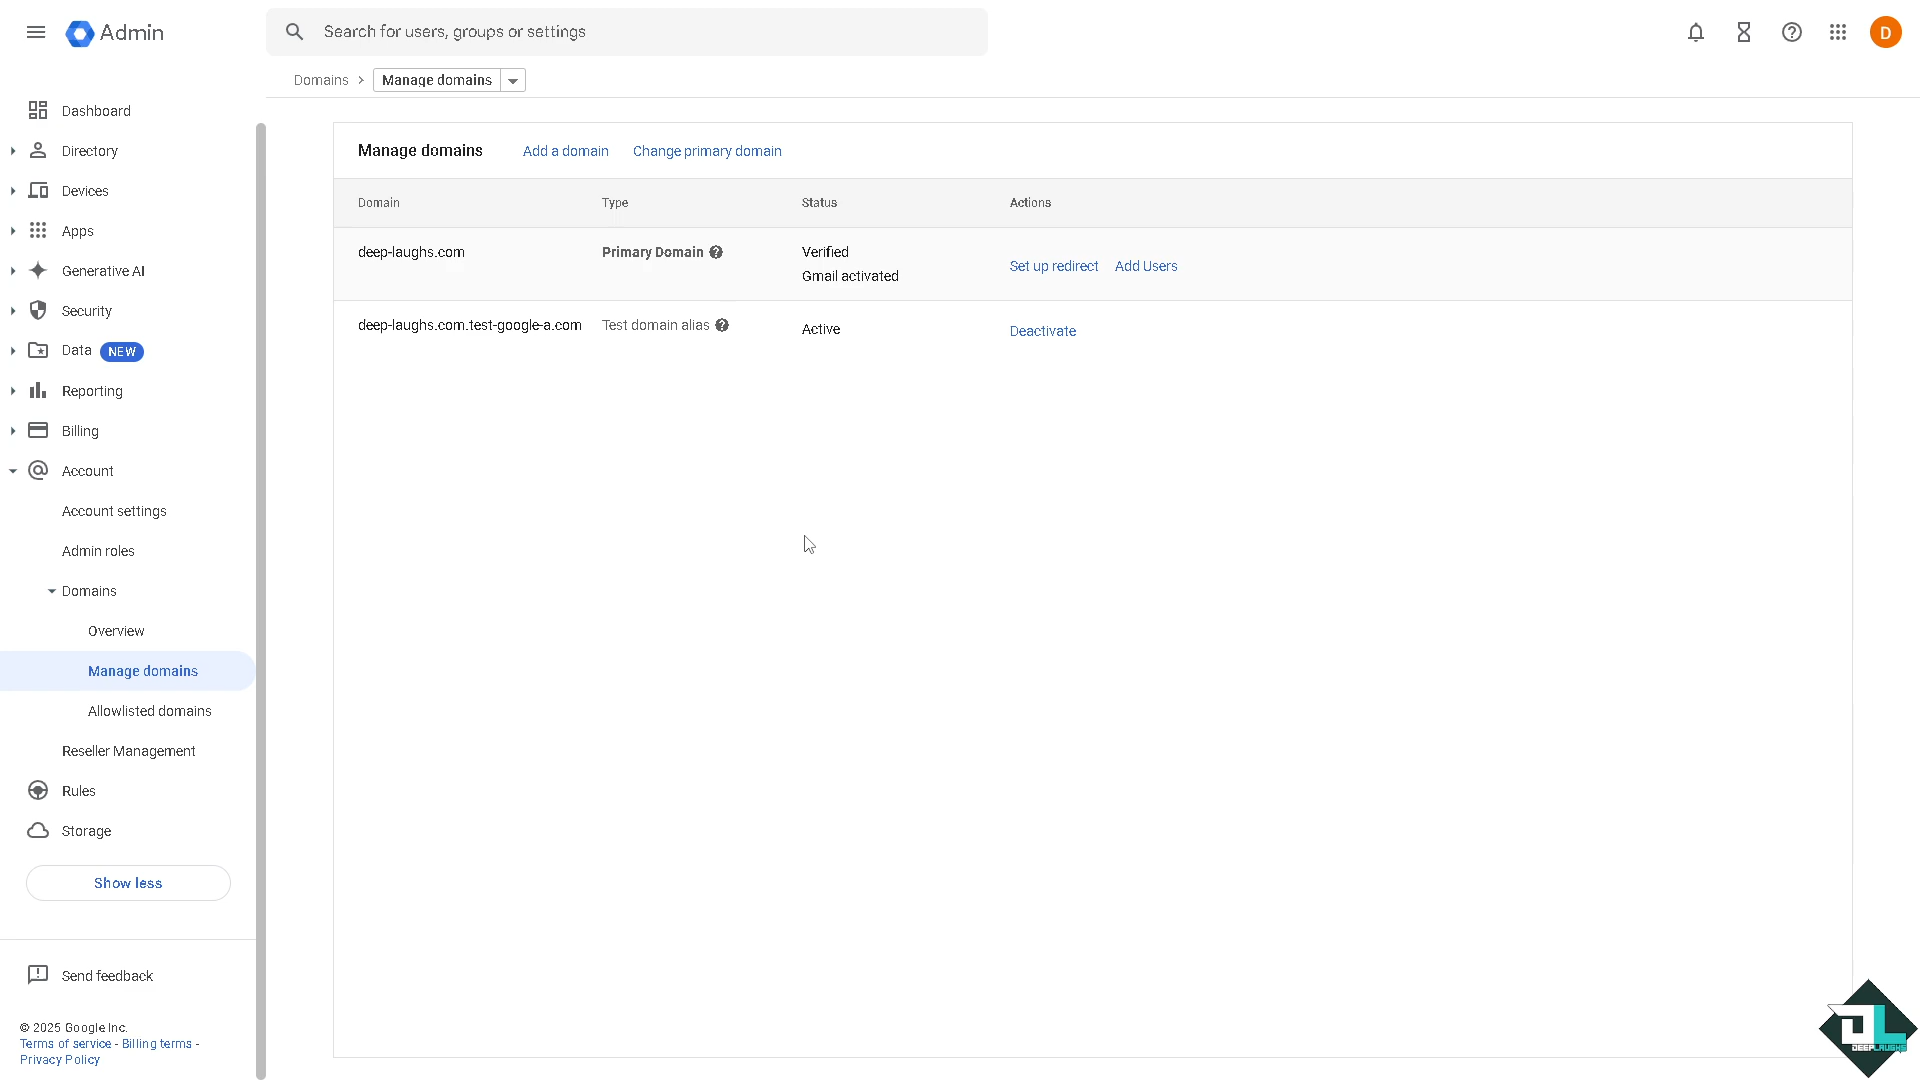 Admin
Search for users, groups or settings
D
Domains
Manage domains
Dashboard
Directory
Devices
Apps
Generative AI
Security
Data NEW
Reporting
Billing
Account
Account settings
Admin roles
Domains
Overview
Manage domains
Allowlisted domains
Reseller Management
Rules
Storage
Show less
Send feedback
© 2025 Google Inc.
Terms of service - Billing terms -
Privacy Policy
Manage domains Add a domain Change primary domain
Domain Type Status Actions
deep-laughs.com Primary Domain Verified
Gmail activated
Set up redirect Add Users
deep-laughs.com.test-google-a.com Test domain alias Active Deactivate
DL
DEEPLAUGHS